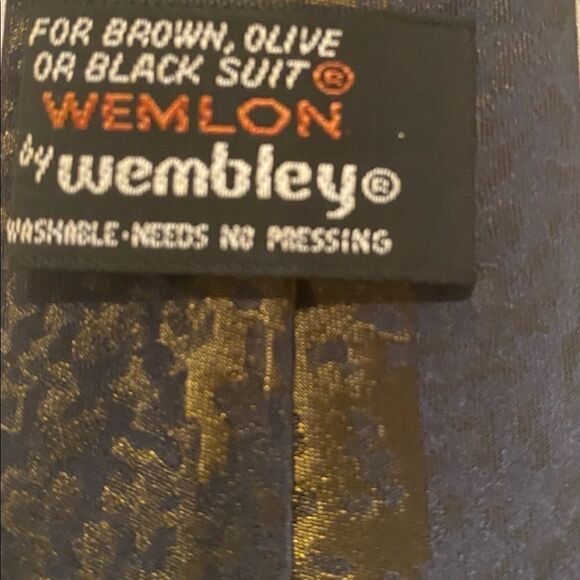 FOR BROWN, OLIVE
OR BLACK SUIT ®
WEMLON
by wembley®
WASHABLE·NEEDS NO PRESSING